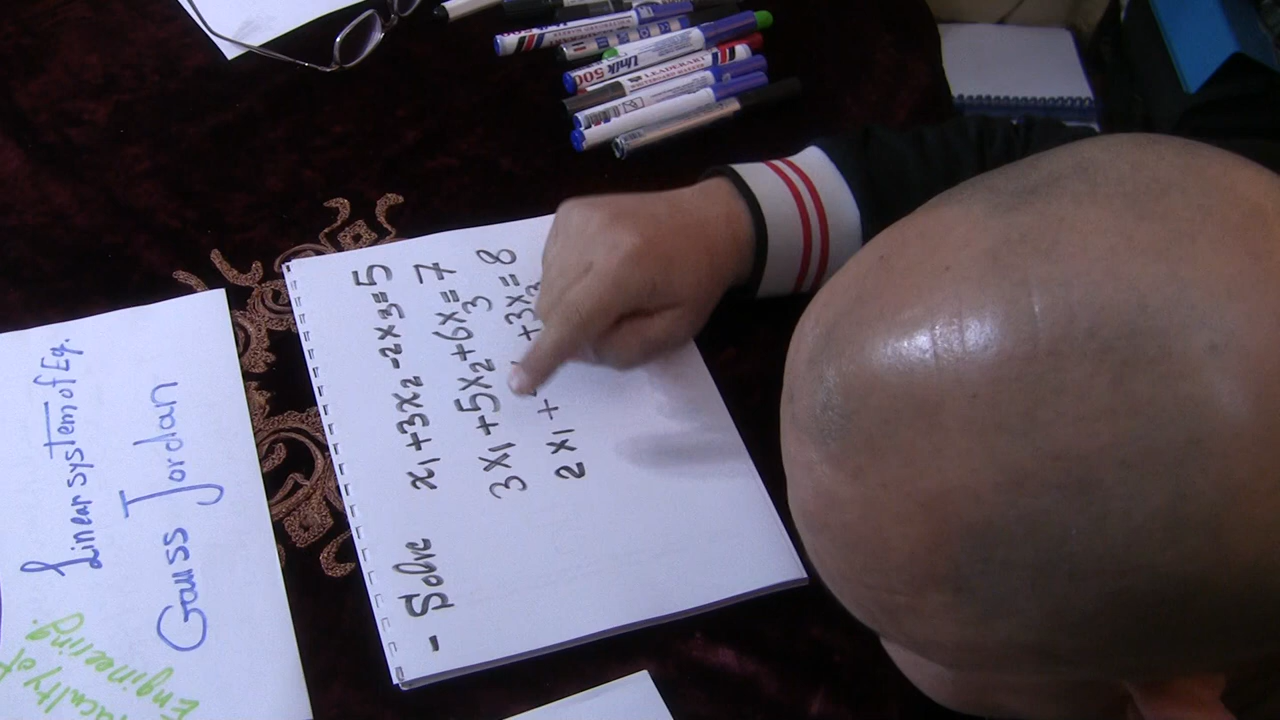 Linear system of Eq.
Gauss Jordan
Faculty of
Engineering.
- Solve x₁+3x₂-2x₃=5
3x₁+5x₂+6x₃=7
2x₁+ +3x₃=8
Unik 500
LEADERART